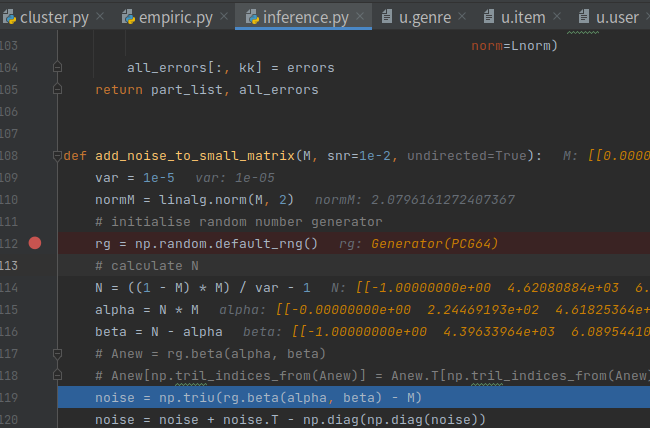 cluster.py × empiric.py × inference.py × u.genre × u.item × u.user
103 norm=Lnorm)
104 all_errors[:, kk] = errors
105 return part_list, all_errors
106
107
108 def add_noise_to_small_matrix(M, snr=1e-2, undirected=True): M: [[0.0000
109 var = 1e-5 var: 1e-05
110 normM = linalg.norm(M, 2) normM: 2.0796161272407367
111 # initialise random number generator
112 rg = np.random.default_rng() rg: Generator(PCG64)
113 # calculate N
114 N = ((1 - M) * M) / var - 1 N: [[-1.00000000e+00 4.62080884e+03 6.
115 alpha = N * M alpha: [[-0.00000000e+00 2.24469193e+02 4.61825364e+
116 beta = N - alpha beta: [[-1.00000000e+00 4.39633964e+03 6.08954410
117 # Anew = rg.beta(alpha, beta)
118 # Anew[np.tril_indices_from(Anew)] = Anew.T[np.tril_indices_from(Anew)
119 noise = np.triu(rg.beta(alpha, beta) - M)
120 noise = noise + noise.T - np.diag(np.diag(noise))